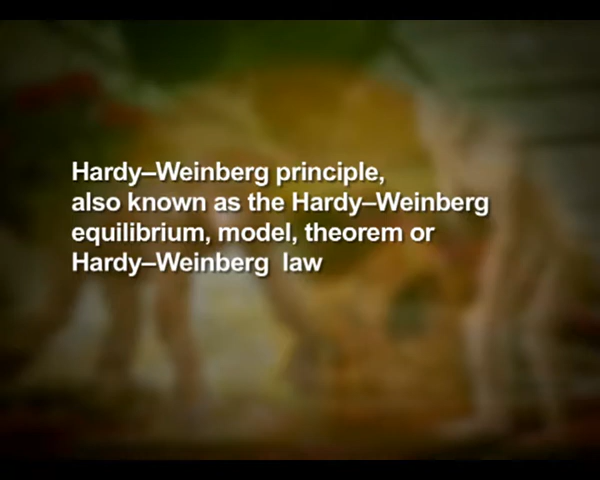 Hardy–Weinberg principle,
also known as the Hardy–Weinberg
equilibrium, model, theorem or
Hardy–Weinberg  law